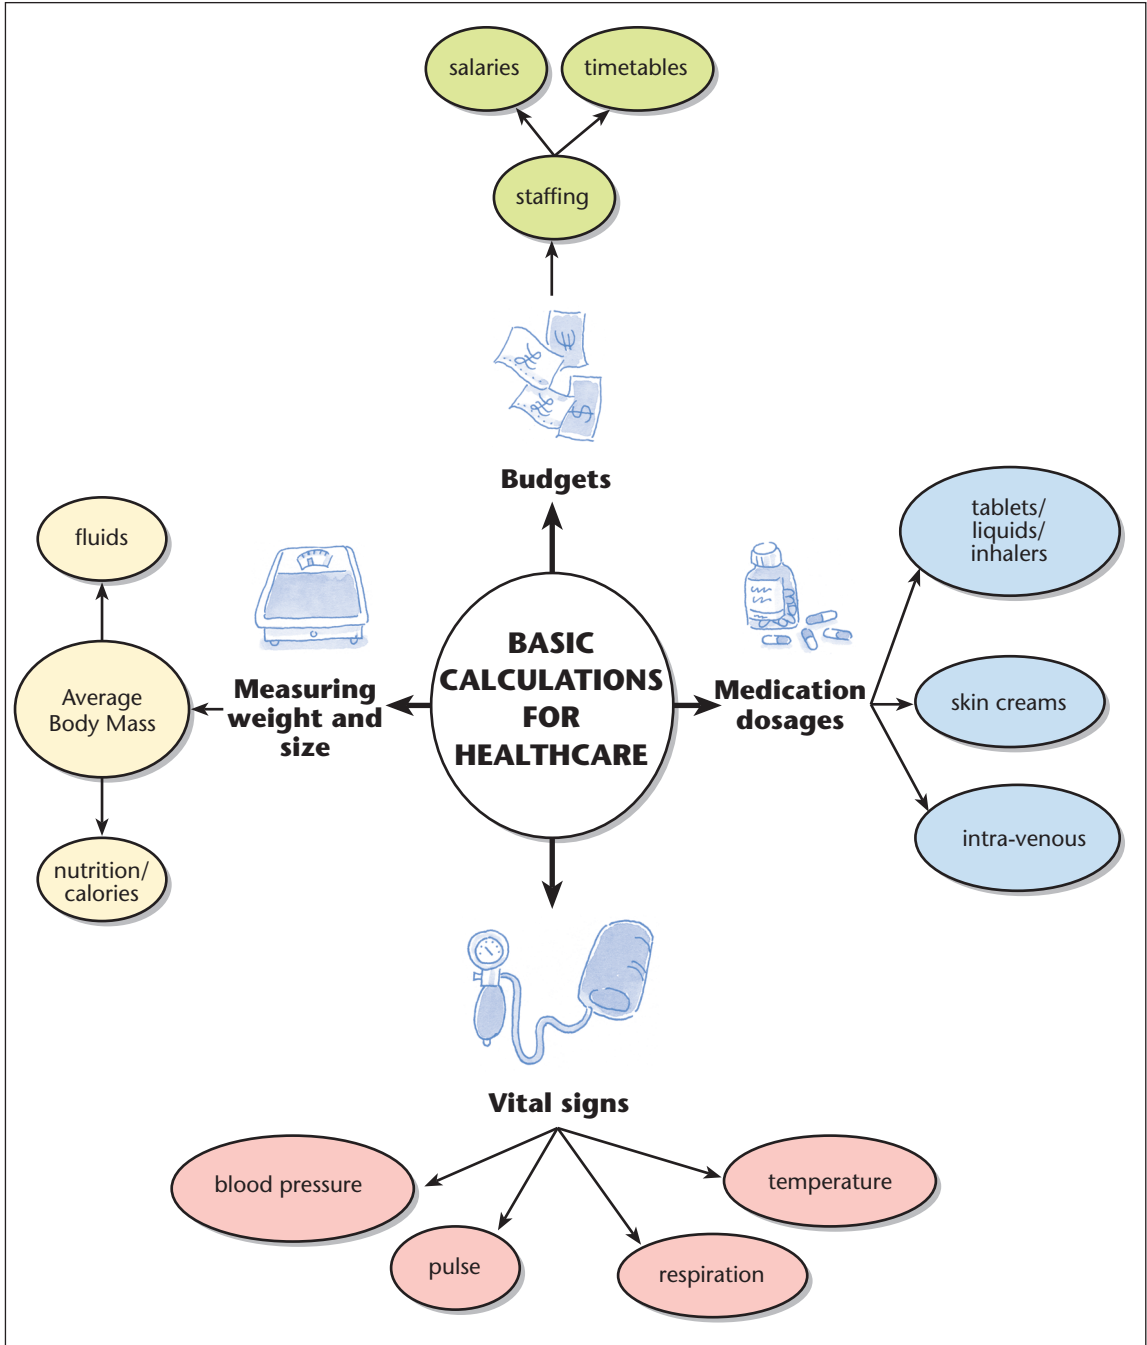 salaries
timetables
staffing
Budgets
fluids
tablets/
liquids/
inhalers
BASIC
CALCULATIONS
FOR
HEALTHCARE
Average
Body Mass
Measuring
weight and
size
Medication
dosages
skin creams
nutrition/
calories
intra-venous
Vital signs
blood pressure
temperature
pulse
respiration